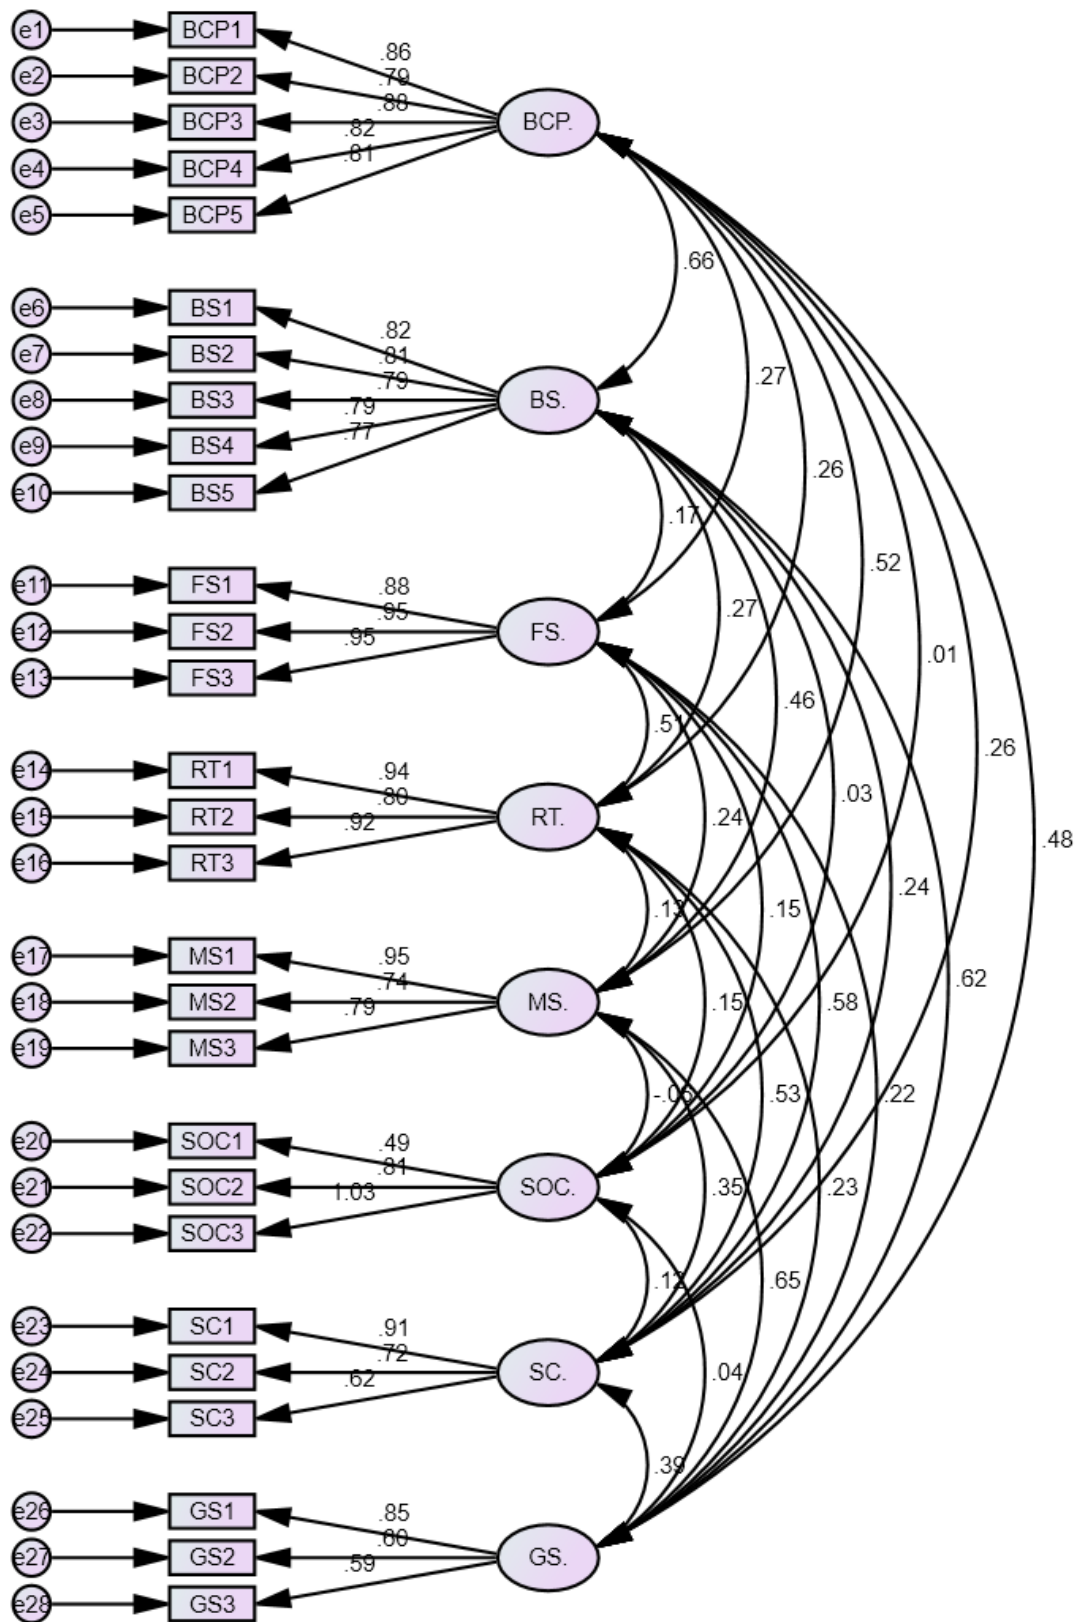 e1 BCP1
.86
e2 BCP2
.79
.88
e3 BCP3 BCP.
.82
e4 BCP4
.81
e5 BCP5
.66
e6 BS1
.82
e7 BS2
.81
.79
.27
e8 BS3 BS.
.79
e9 BS4
.77
.26
e10 BS5
.17
.52
e11 FS1
.88
.95
.27
e12 FS2 FS.
.95
.01
e13 FS3
.46
.51
.26
e14 RT1
.94
.03
.80
e15 RT2 RT.
.92
.24
.48
e16 RT3
.24
.13
.15
e17 MS1
.95
.74
.62
e18 MS2 MS.
.79
.15
.58
e19 MS3
-.05
.53
.22
e20 SOC1
.49
.81
e21 SOC2 SOC.
1.03
.35
.23
e22 SOC3
.12
.65
e23 SC1
.91
.72
e24 SC2 SC.
.62
.04
e25 SC3
.39
e26 GS1
.85
.60
e27 GS2 GS.
.59
e28 GS3